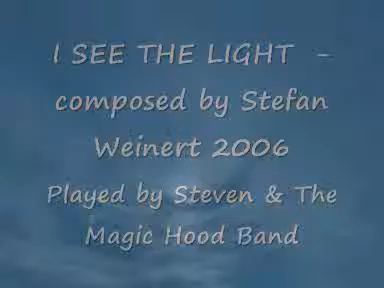 I SEE THE LIGHT -
composed by Stefan
Weinert 2006
Played by Steven & The
Magic Hood Band